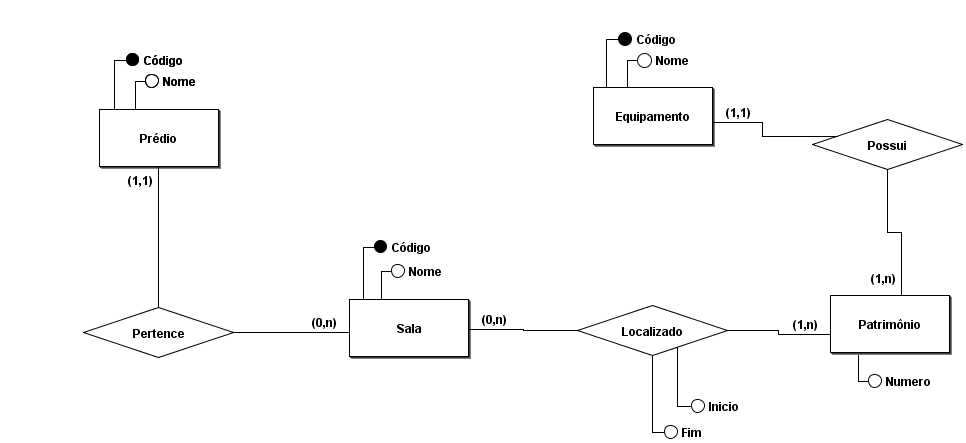 Código
Nome
Prédio
(1,1)
Código
Nome
Equipamento
(1,1)
Possui
(1,n)
Código
Nome
Pertence
(0,n)
Sala
(0,n)
Localizado
(1,n)
Patrimônio
Numero
Inicio
Fim